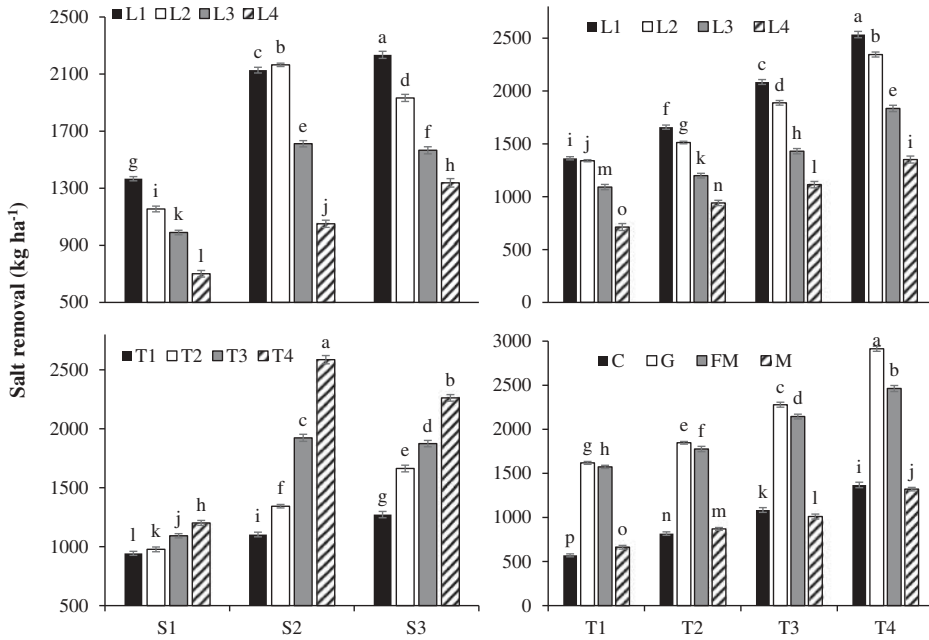 Salt removal (kg ha⁻¹)
L1 L2 L3 L4
2500
2100
1700
1300
900
500
g i k l
c b e j
a d f h
L1 L2 L3 L4
2500
2000
1500
1000
500
0
i j m o
f g k n
c d h l
a b e i
T1 T2 T3 T4
2500
2000
1500
1000
500
l k j h
i f c a
g e d b
S1 S2 S3
C G FM M
3000
2500
2000
1500
1000
500
0
p g h o
n e f m
k c d l
i a b j
T1 T2 T3 T4